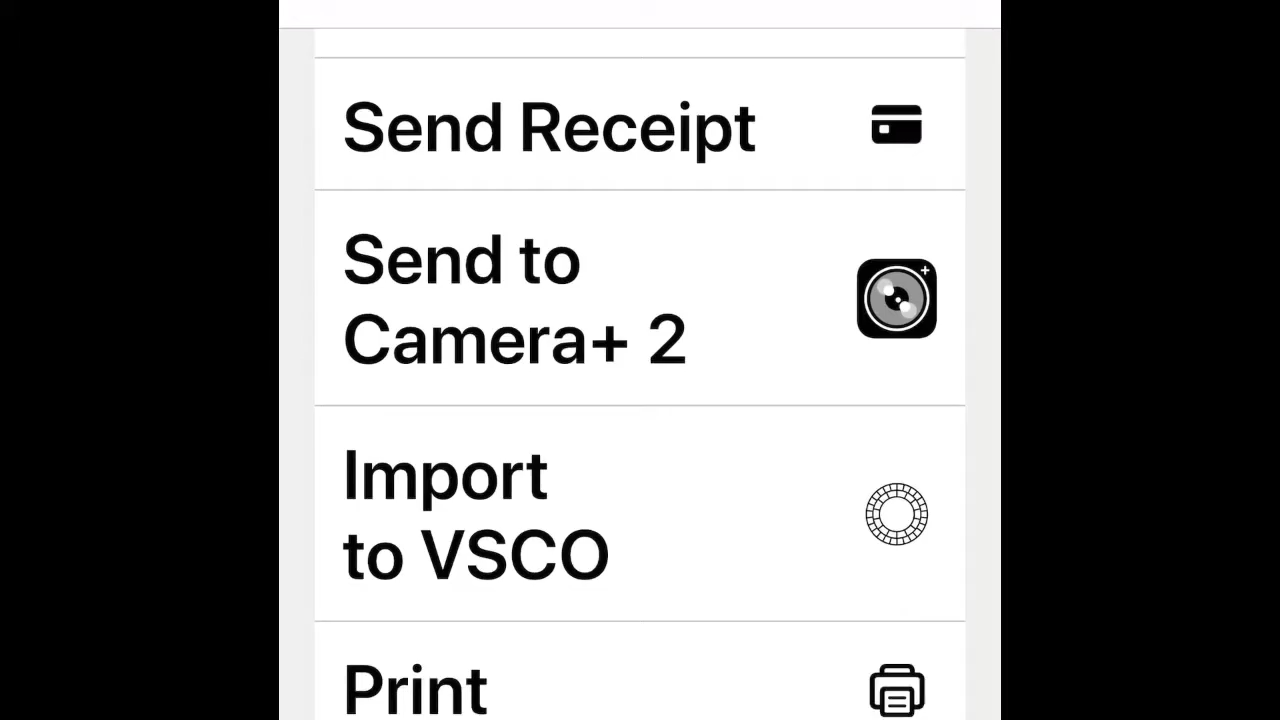 Send Receipt
Send to
Camera+ 2
Import
to VSCO
Print